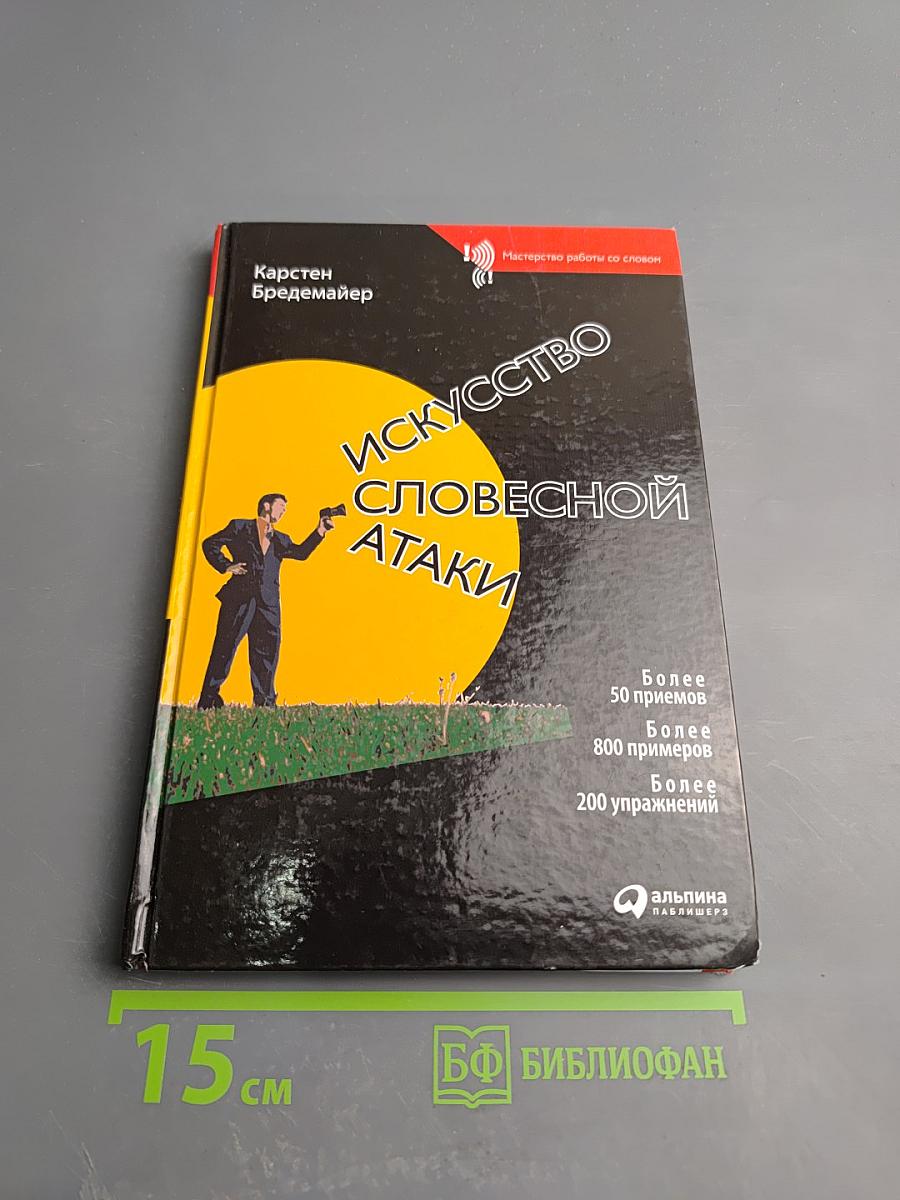 Мастерство работы со словом
Карстен
Бредемайер
ИСКУССТВО
СЛОВЕСНОЙ
АТАКИ
Более
50 приемов
Более
800 примеров
Более
200 упражнений
альпина
ПАБЛИШЕРЗ
15 см
БФ БИБЛИОФАН